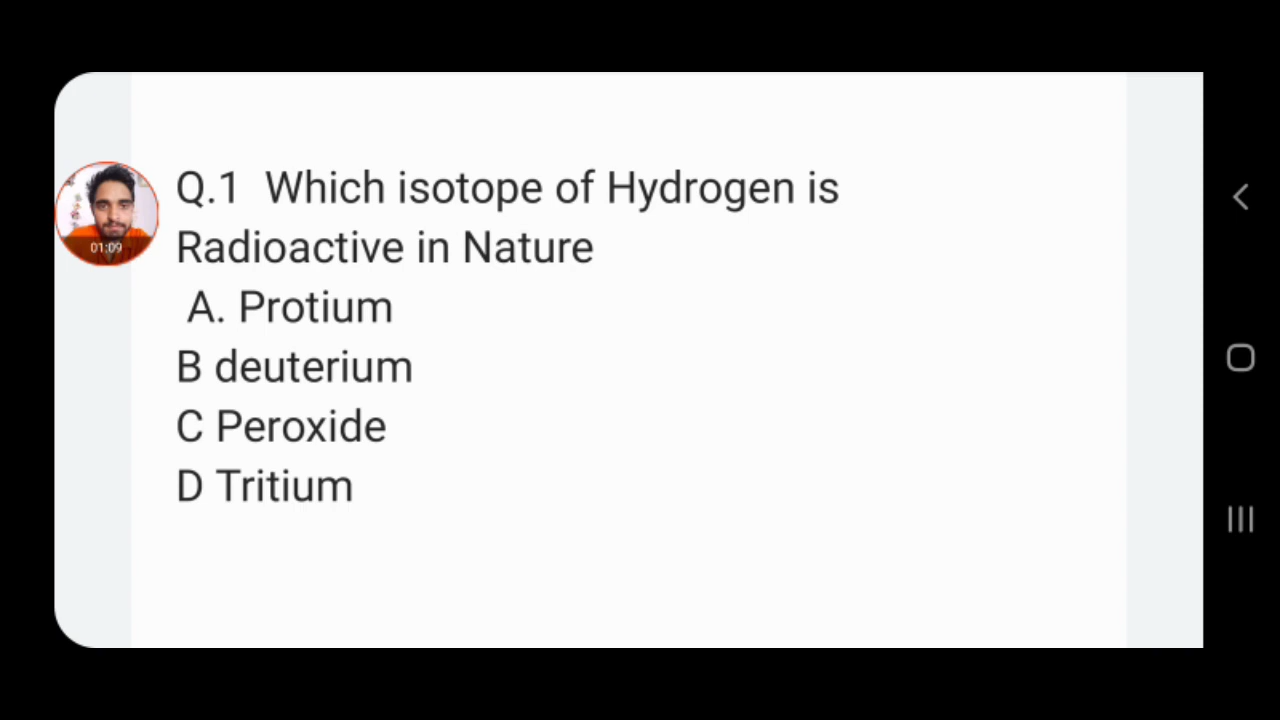 Q.1 Which isotope of Hydrogen is
Radioactive in Nature
A. Protium
B deuterium
C Peroxide
D Tritium
01:09